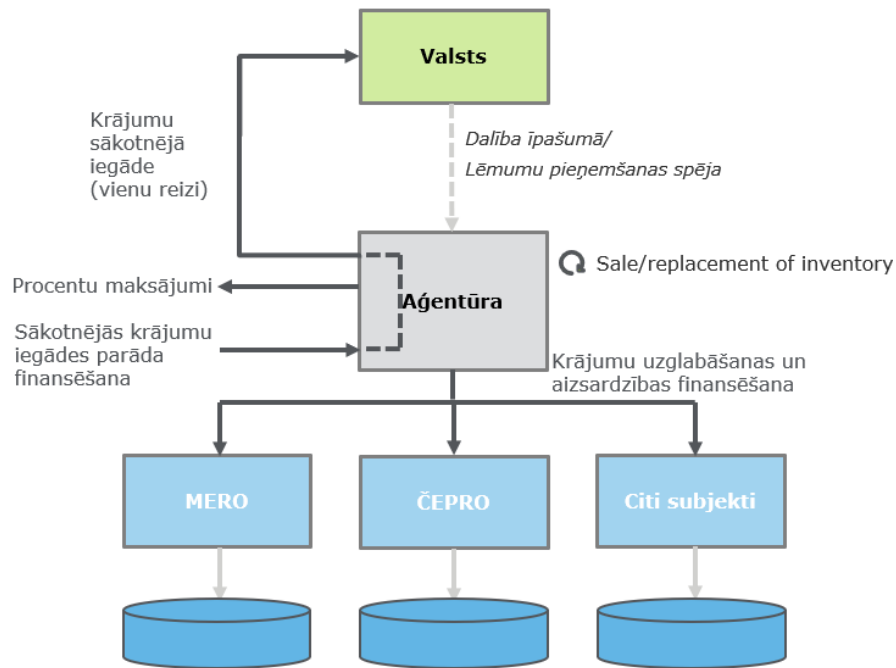 Valsts
Krājumu
sākotnējā
iegāde
(vienu reizi)
Dalība īpašumā/
Lēmumu pieņemšanas spēja
Sale/replacement of inventory
Procentu maksājumi
Aģentūra
Sākotnējās krājumu
iegādes parāda
finansēšana
Krājumu uzglabāšanas un
aizsardzības finansēšana
MERO
ČEPRO
Citi subjekti